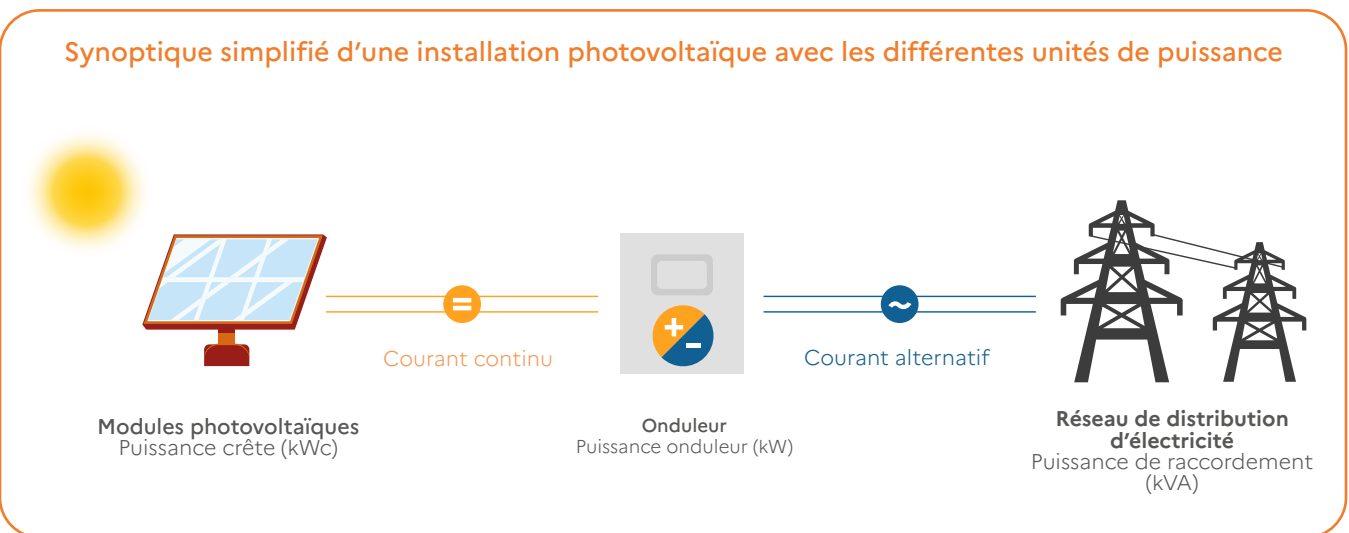 Synoptique simplifié d'une installation photovoltaïque avec les différentes unités de puissance
=
~
+
-
Courant continu
Courant alternatif
Modules photovoltaïques
Puissance crête (kWc)
Onduleur
Puissance onduleur (kW)
Réseau de distribution
d'électricité
Puissance de raccordement
(kVA)